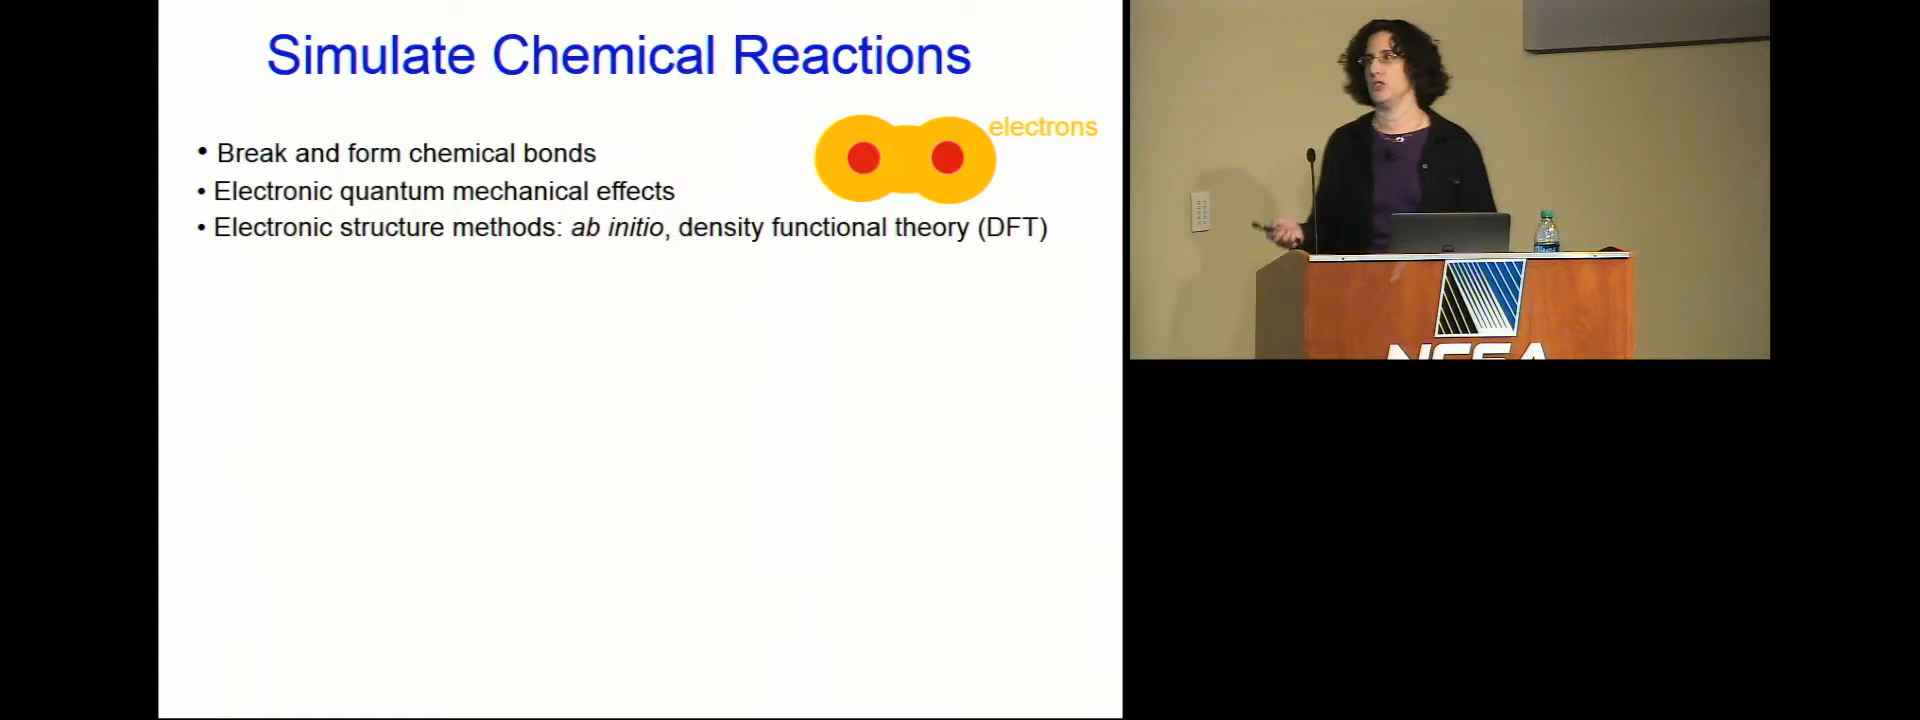 Simulate Chemical Reactions
electrons
• Break and form chemical bonds
• Electronic quantum mechanical effects
• Electronic structure methods: ab initio, density functional theory (DFT)
NCSA